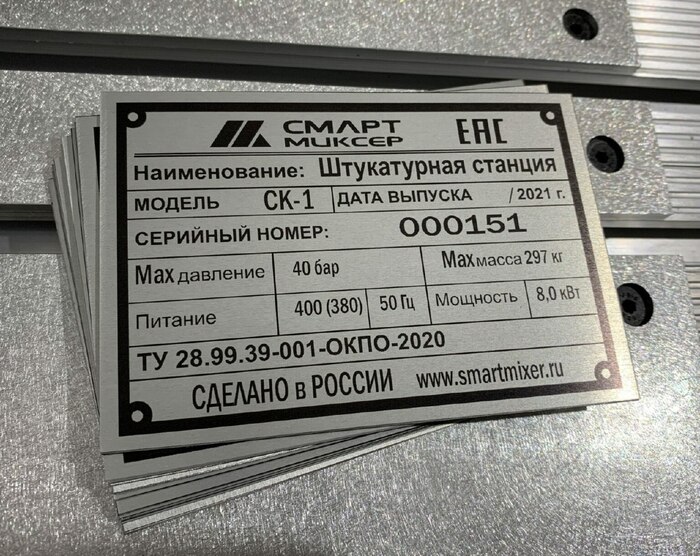 СМАРТ
МИКСЕР
ЕАС
Наименование: Штукатурная станция
МОДЕЛЬ СК-1 ДАТА ВЫПУСКА / 2021 г.
СЕРИЙНЫЙ НОМЕР: 000151
Max давление 40 бар Max масса 297 кг
Питание 400 (380) 50 Гц Мощность 8,0 кВт
ТУ 28.99.39-001-ОКПО-2020
СДЕЛАНО в РОССИИ www.smartmixer.ru